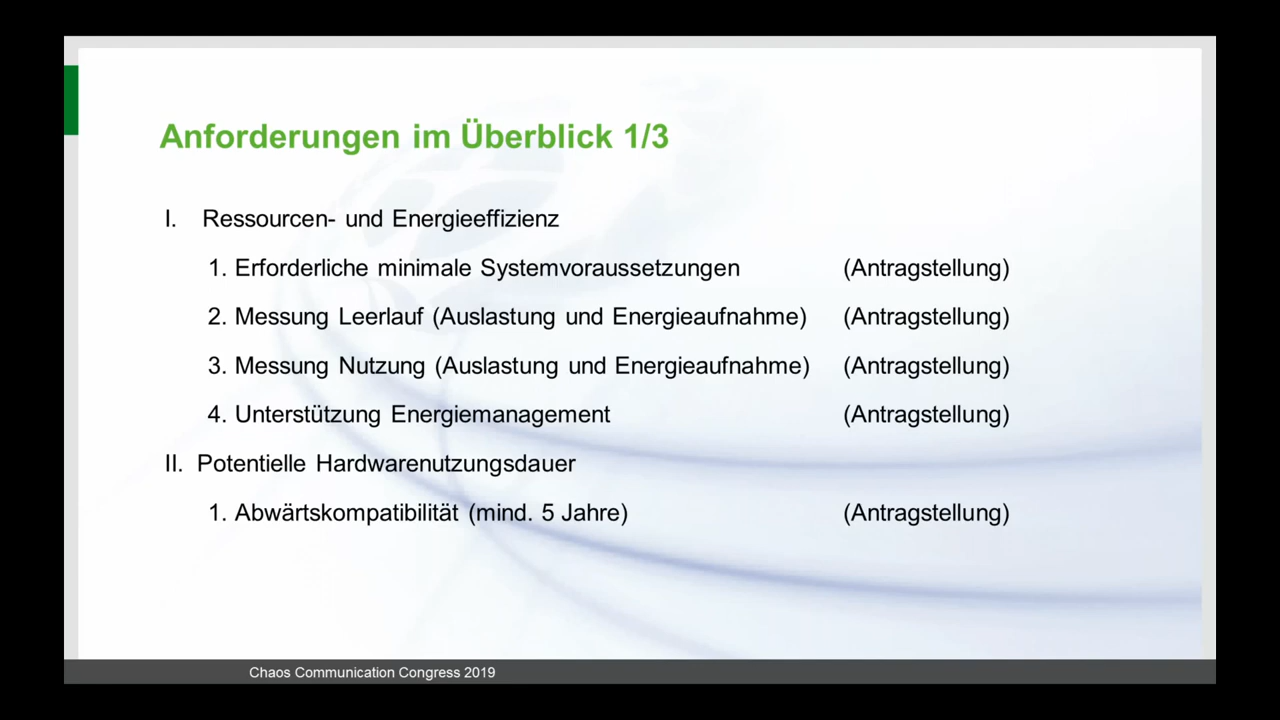 Anforderungen im Überblick 1/3
I. Ressourcen- und Energieeffizienz
1. Erforderliche minimale Systemvoraussetzungen (Antragstellung)
2. Messung Leerlauf (Auslastung und Energieaufnahme) (Antragstellung)
3. Messung Nutzung (Auslastung und Energieaufnahme) (Antragstellung)
4. Unterstützung Energiemanagement (Antragstellung)
II. Potentielle Hardwarenutzungsdauer
1. Abwärtskompatibilität (mind. 5 Jahre) (Antragstellung)
Chaos Communication Congress 2019